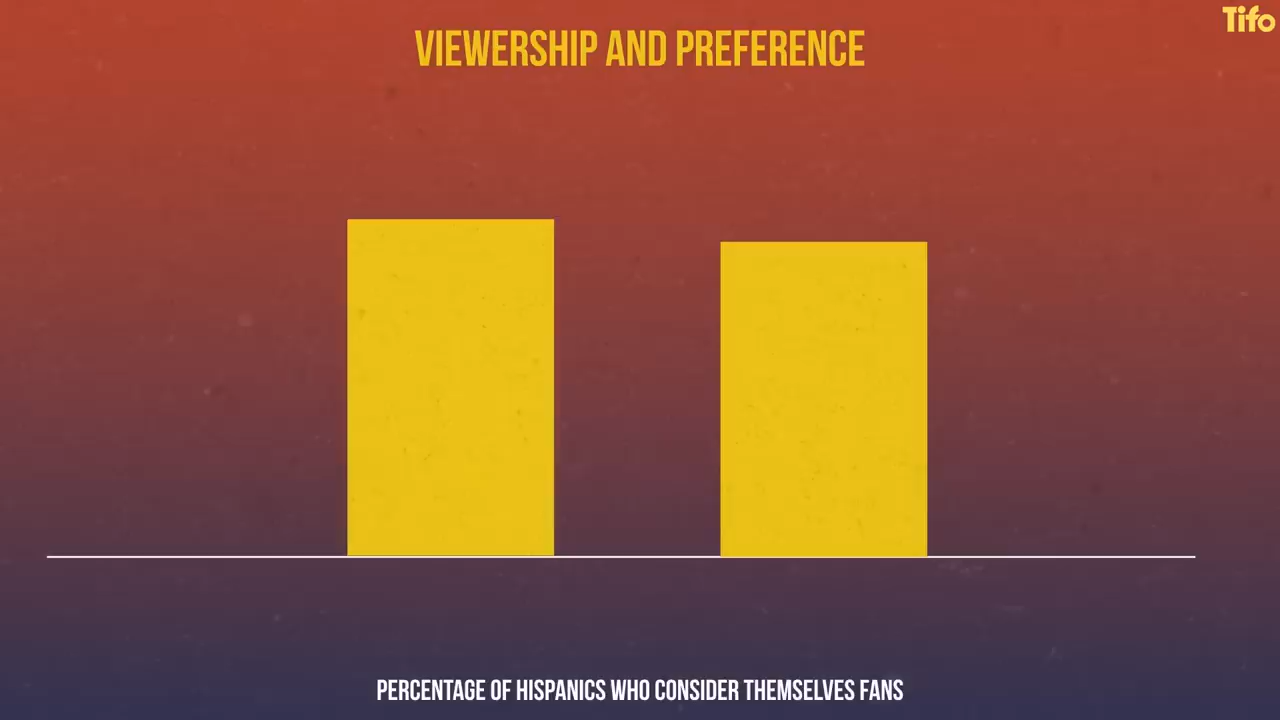 Tifo
VIEWERSHIP AND PREFERENCE
PERCENTAGE OF HISPANICS WHO CONSIDER THEMSELVES FANS